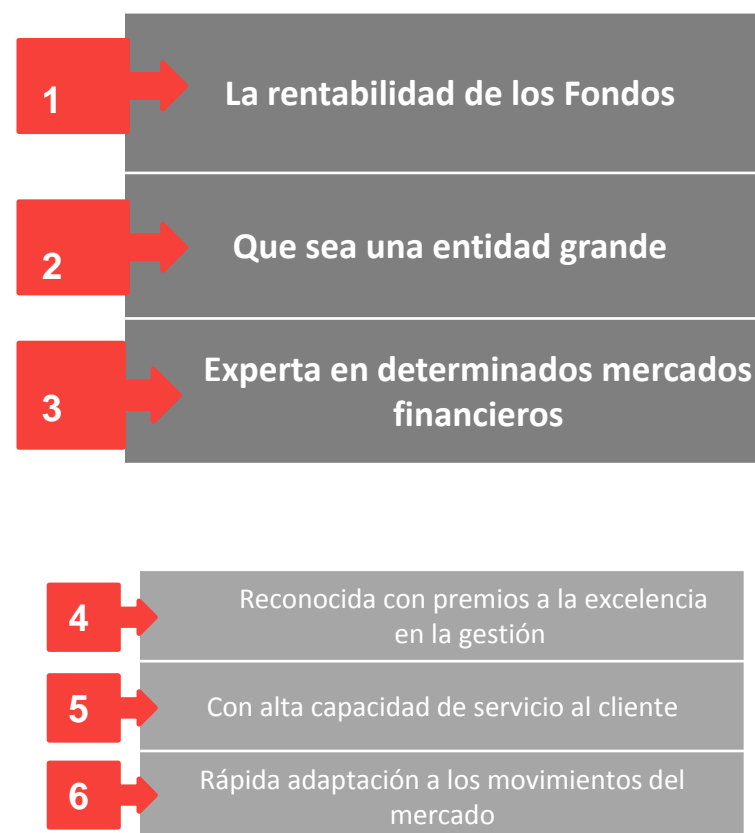 1
La rentabilidad de los Fondos
2
Que sea una entidad grande
3
Experta en determinados mercados
financieros
4
Reconocida con premios a la excelencia
en la gestión
5
Con alta capacidad de servicio al cliente
6
Rápida adaptación a los movimientos del
mercado